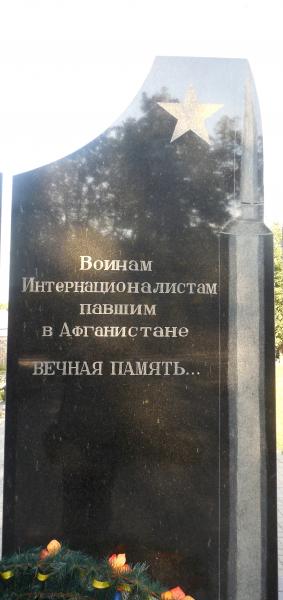 Воинам
Интернационалистам
павшим
в Афганистане
ВЕЧНАЯ ПАМЯТЬ...